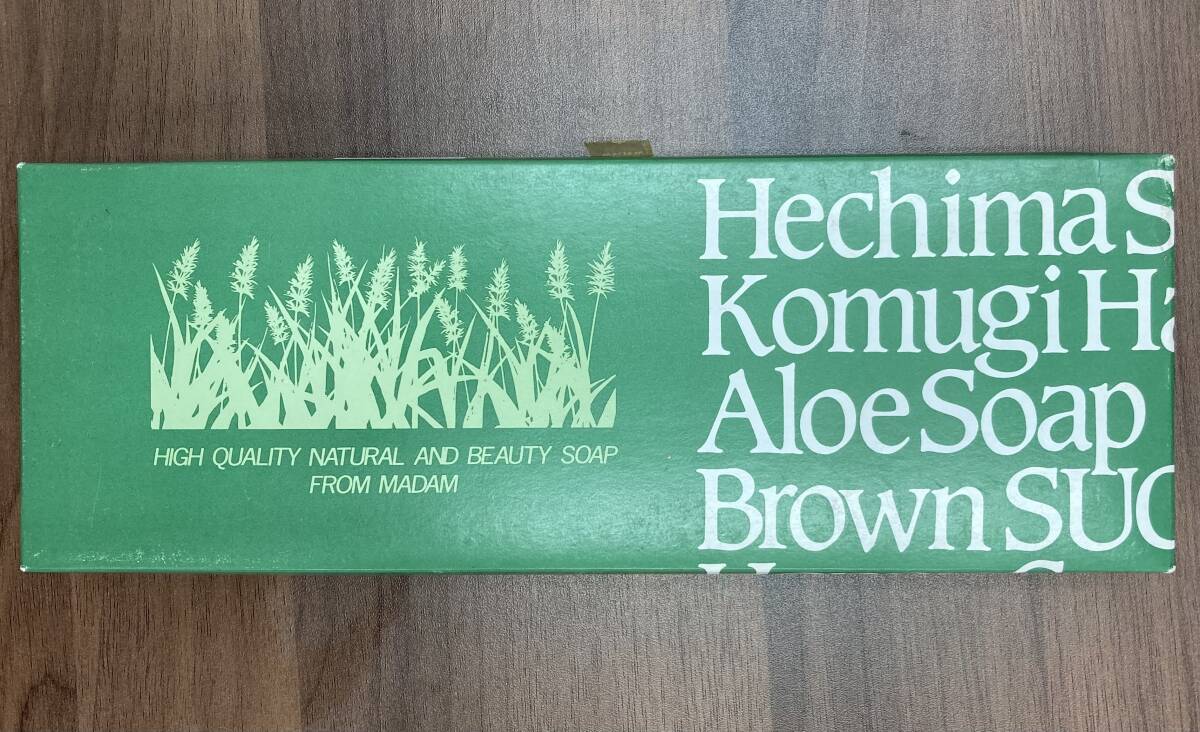 HIGH QUALITY NATURAL AND BEAUTY SOAP
FROM MADAM
Hechima S
Komugi Ha
Aloe Soap
Brown SUG